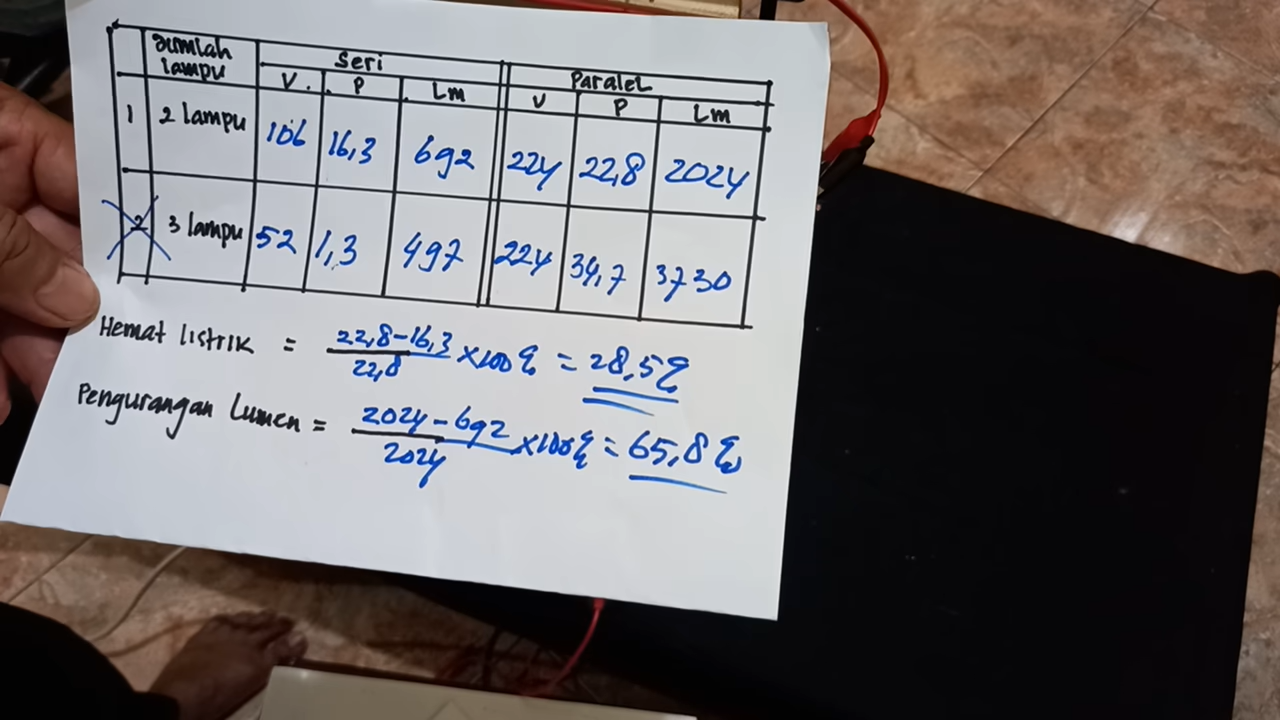 Jumlah lampu Seri Paralel
V. P Lm V P Lm
1 2 lampu 106 16,3 692 224 22,8 2024
2 3 lampu 52 1,3 497 224 34,7 3730
Hemat listrik = 22,8-16,3 / 22,8 x100% = 28,5%
Pengurangan Lumen = 2024-692 / 2024 x100% = 65,8%